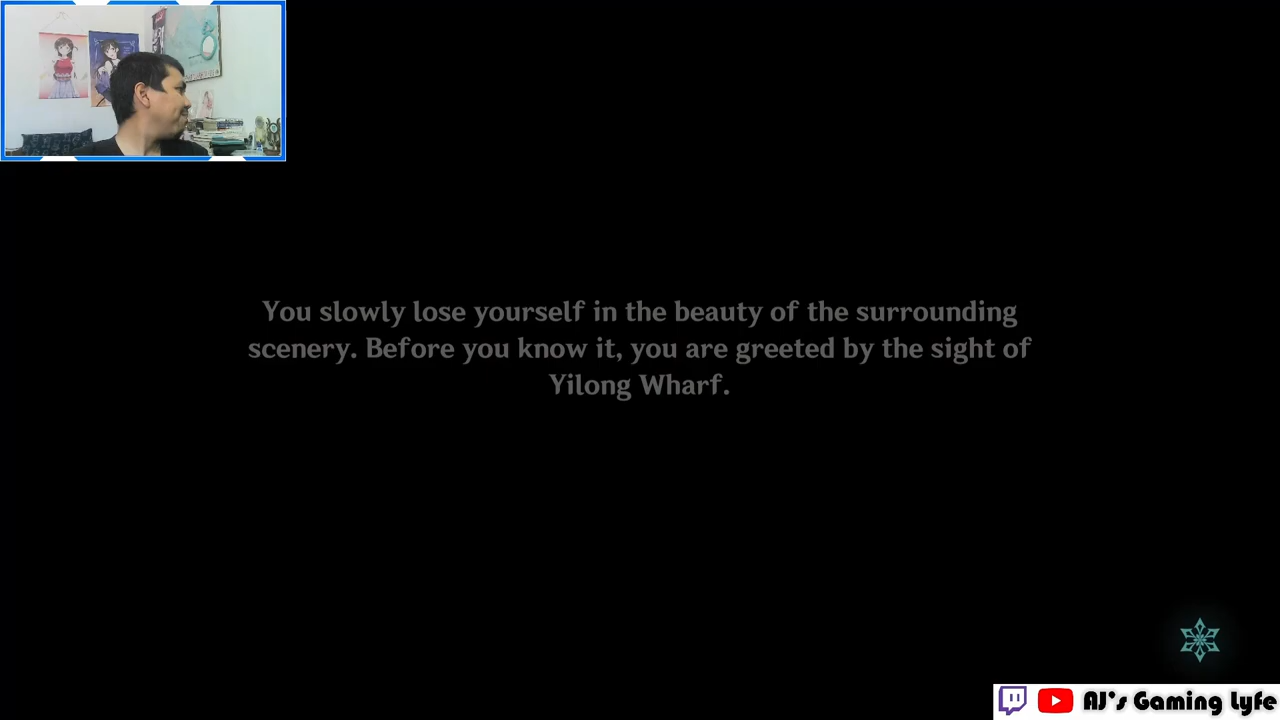 You slowly lose yourself in the beauty of the surrounding
scenery. Before you know it, you are greeted by the sight of
Yilong Wharf.
AJ's Gaming Lyfe